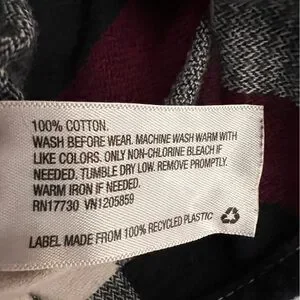 100% COTTON.
WASH BEFORE WEAR. MACHINE WASH WARM WITH
LIKE COLORS. ONLY NON-CHLORINE BLEACH IF
NEEDED. TUMBLE DRY LOW. REMOVE PROMPTLY.
WARM IRON IF NEEDED.
RN17730 VN1205859
LABEL MADE FROM 100% RECYCLED PLASTIC